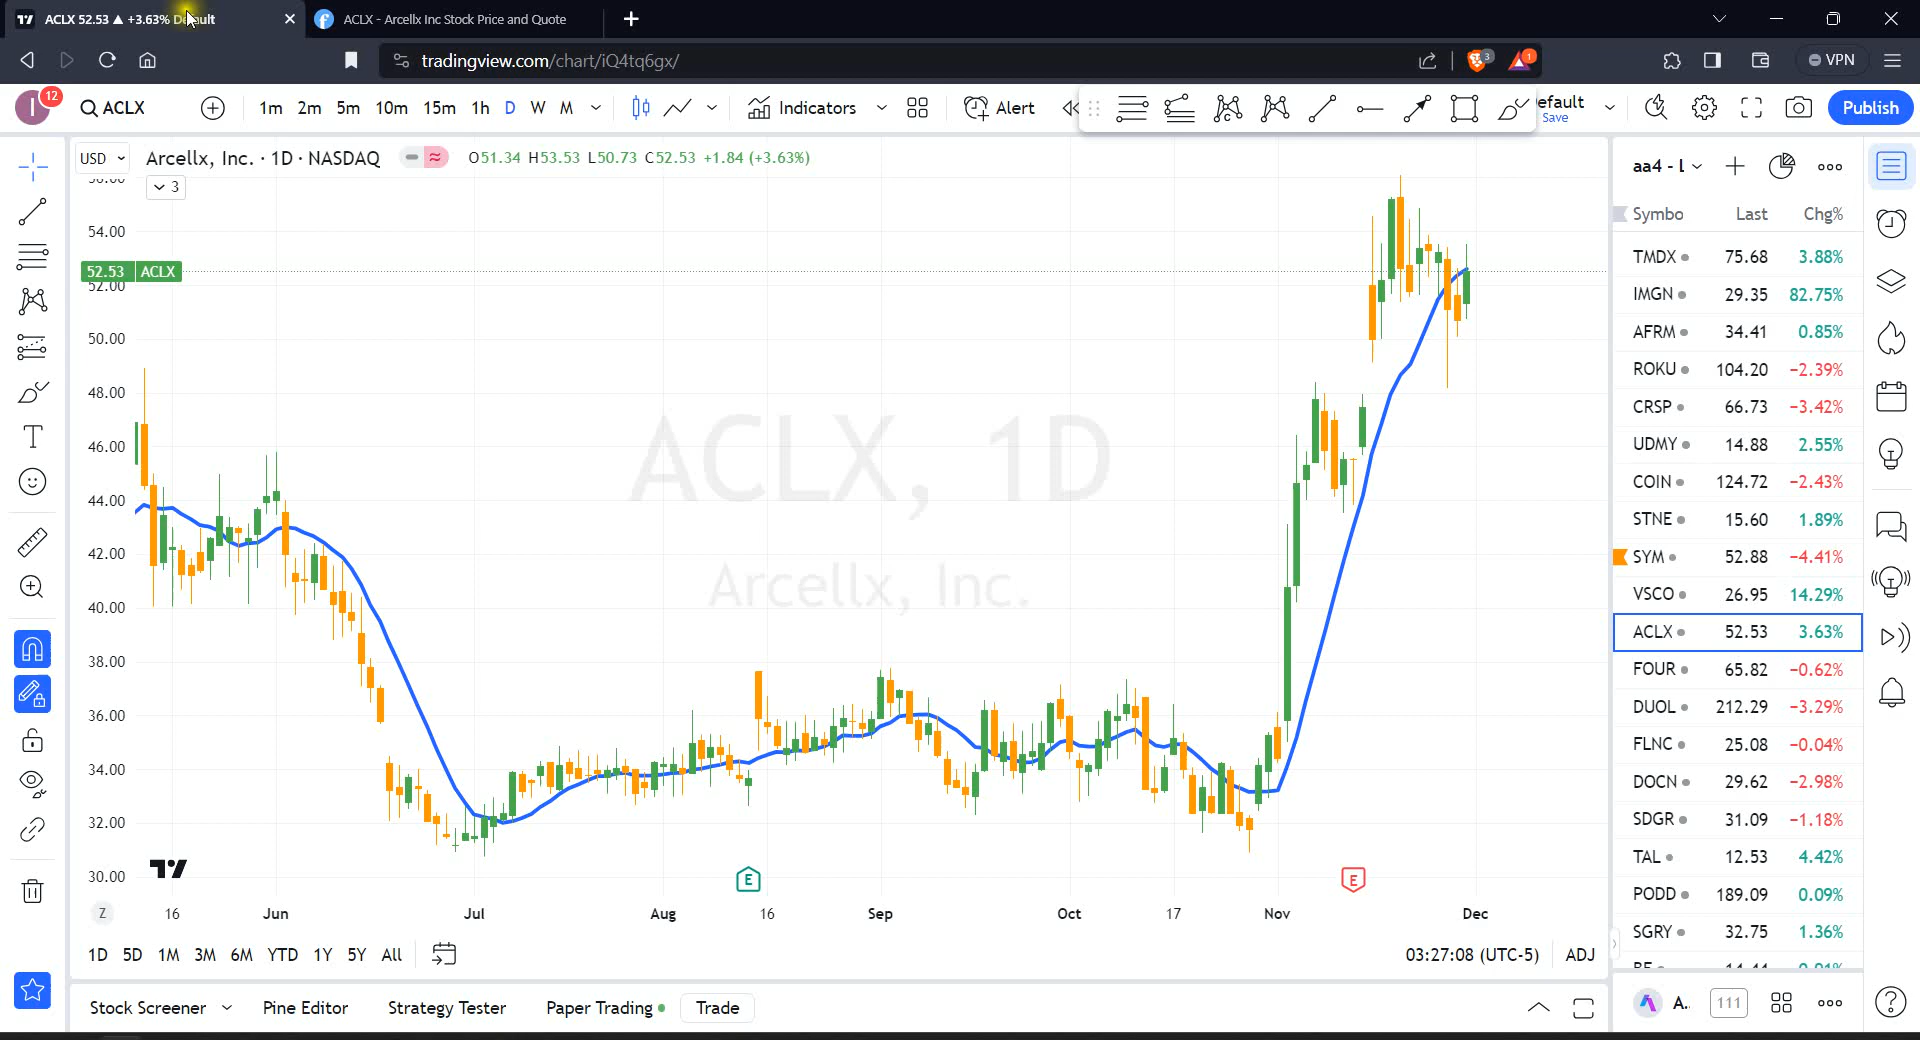 ACLX 52.53 ▲ +3.63% Default
ACLX - Arcellx Inc Stock Price and Quote
tradingview.com/chart/iQ4tq6gx/
3
1
VPN
I
12
ACLX
1m 2m 5m 10m 15m 1h D W M
Indicators
Alert
efault
Save
Publish
USD
Arcellx, Inc. · 1D · NASDAQ
O51.34 H53.53 L50.73 C52.53 +1.84 (+3.63%)
3
56.00
54.00
52.53 ACLX
52.00
50.00
48.00
46.00
44.00
42.00
40.00
38.00
36.00
34.00
32.00
30.00
ACLX, 1D
Arcellx, Inc.
E
E
Z
16 Jun Jul Aug 16 Sep Oct 17 Nov Dec
1D 5D 1M 3M 6M YTD 1Y 5Y All
03:27:08 (UTC-5) ADJ
Stock Screener Pine Editor Strategy Tester Paper Trading Trade
aa4 - L
Symbo Last Chg%
TMDX 75.68 3.88%
IMGN 29.35 82.75%
AFRM 34.41 0.85%
ROKU 104.20 −2.39%
CRSP 66.73 −3.42%
UDMY 14.88 2.55%
COIN 124.72 −2.43%
STNE 15.60 1.89%
SYM 52.88 −4.41%
VSCO 26.95 14.29%
ACLX 52.53 3.63%
FOUR 65.82 −0.62%
DUOL 212.29 −3.29%
FLNC 25.08 −0.04%
DOCN 29.62 −2.98%
SDGR 31.09 −1.18%
TAL 12.53 4.42%
PODD 189.09 0.09%
SGRY 32.75 1.36%
A.. 111